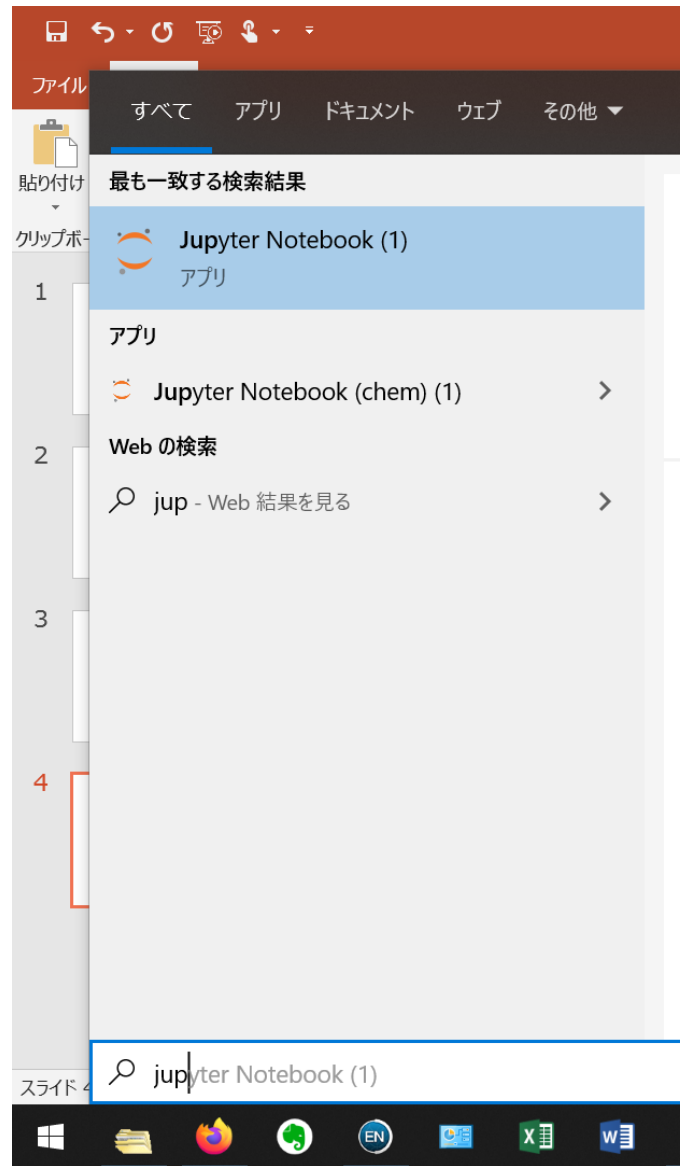 ファイル
すべて アプリ ドキュメント ウェブ その他
貼り付け
最も一致する検索結果
クリップボー
Jupyter Notebook (1)
アプリ
1
アプリ
Jupyter Notebook (chem) (1)
2
Web の検索
jup - Web 結果を見る
3
4
スライド 4
jupyter Notebook (1)
EN